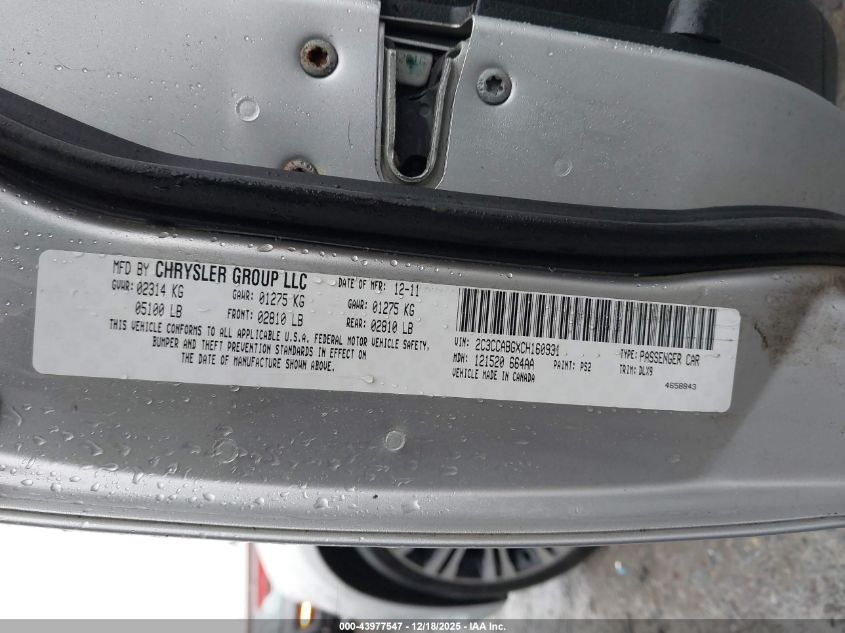 MFD BY CHRYSLER GROUP LLC DATE OF MFR: 12-11
GVWR: 02314 KG GAWR: 01275 KG GAWR: 01275 KG
05100 LB FRONT: 02810 LB REAR: 02810 LB
THIS VEHICLE CONFORMS TO ALL APPLICABLE U.S.A. FEDERAL MOTOR VEHICLE SAFETY,
BUMPER AND THEFT PREVENTION STANDARDS IN EFFECT ON
THE DATE OF MANUFACTURE SHOWN ABOVE.
VIN: 2C3CCABGXCH160931 TYPE: PASSENGER CAR
MDH: 121520 664AA PAINT: PS2 TRIM: DLX9
VEHICLE MADE IN CANADA 4658843
000-43977547 — 12/18/2025 - IAA Inc.